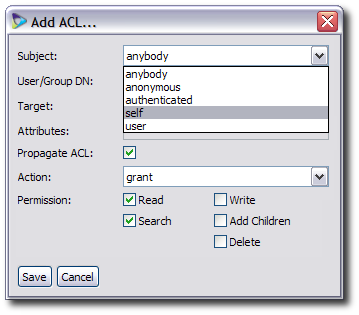 Add ACL...
Subject: anybody
User/Group DN: anybody
anonymous
Target: authenticated
self
Attributes: user
Propagate ACL:
Action: grant
Permission: Read Write
Search Add Children
Delete
Save Cancel